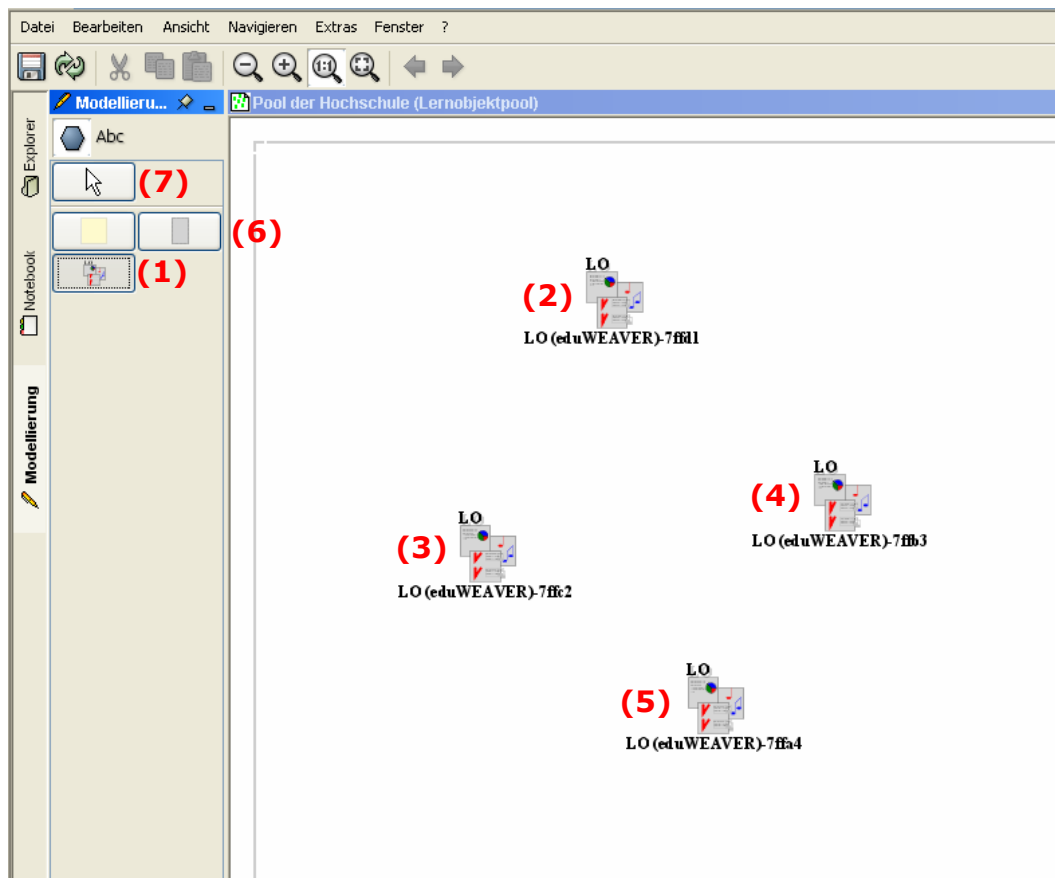 Datei Bearbeiten Ansicht Navigieren Extras Fenster ?
Modellieru... Pool der Hochschule (Lernobjektpool)
Explorer
Abc
(7)
(6)
(1)
Notebook
Modellierung
LO
(2)
LO (eduWEAVER)-7ffd1
LO
(4)
LO (eduWEAVER)-7ffb3
LO
(3)
LO (eduWEAVER)-7ffc2
LO
(5)
LO (eduWEAVER)-7ffa4